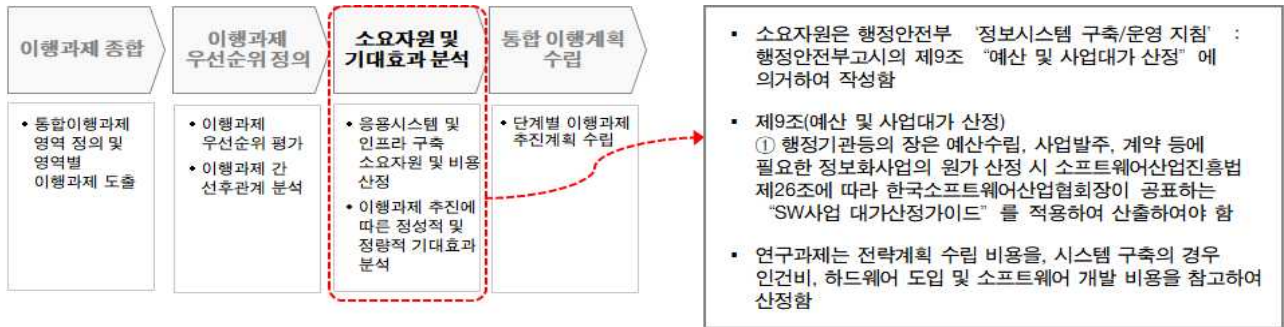 이행과제 종합
이행과제
우선순위 정의
소요자원 및
기대효과 분석
통합 이행계획
수립
• 통합이행과제
영역 정의 및
영역별
이행과제 도출
• 이행과제
우선순위 평가
• 이행과제 간
선후관계 분석
• 응용시스템 및
인프라 구축
소요자원 및 비용
산정
• 이행과제 추진에
따른 정성적 및
정량적 기대효과
분석
• 단계별 이행과제
추진계획 수립
▪ 소요자원은 행정안전부 ‘정보시스템 구축/운영 지침’ :
행정안전부고시의 제9조 “예산 및 사업대가 산정”에
의거하여 작성함
▪ 제9조(예산 및 사업대가 산정)
① 행정기관등의 장은 예산수립, 사업발주, 계약 등에
필요한 정보화사업의 원가 산정 시 소프트웨어산업진흥법
제26조에 따라 한국소프트웨어산업협회장이 공표하는
“SW사업 대가산정가이드”를 적용하여 산출하여야 함
▪ 연구과제는 전략계획 수립 비용을, 시스템 구축의 경우
인건비, 하드웨어 도입 및 소프트웨어 개발 비용을 참고하여
산정함